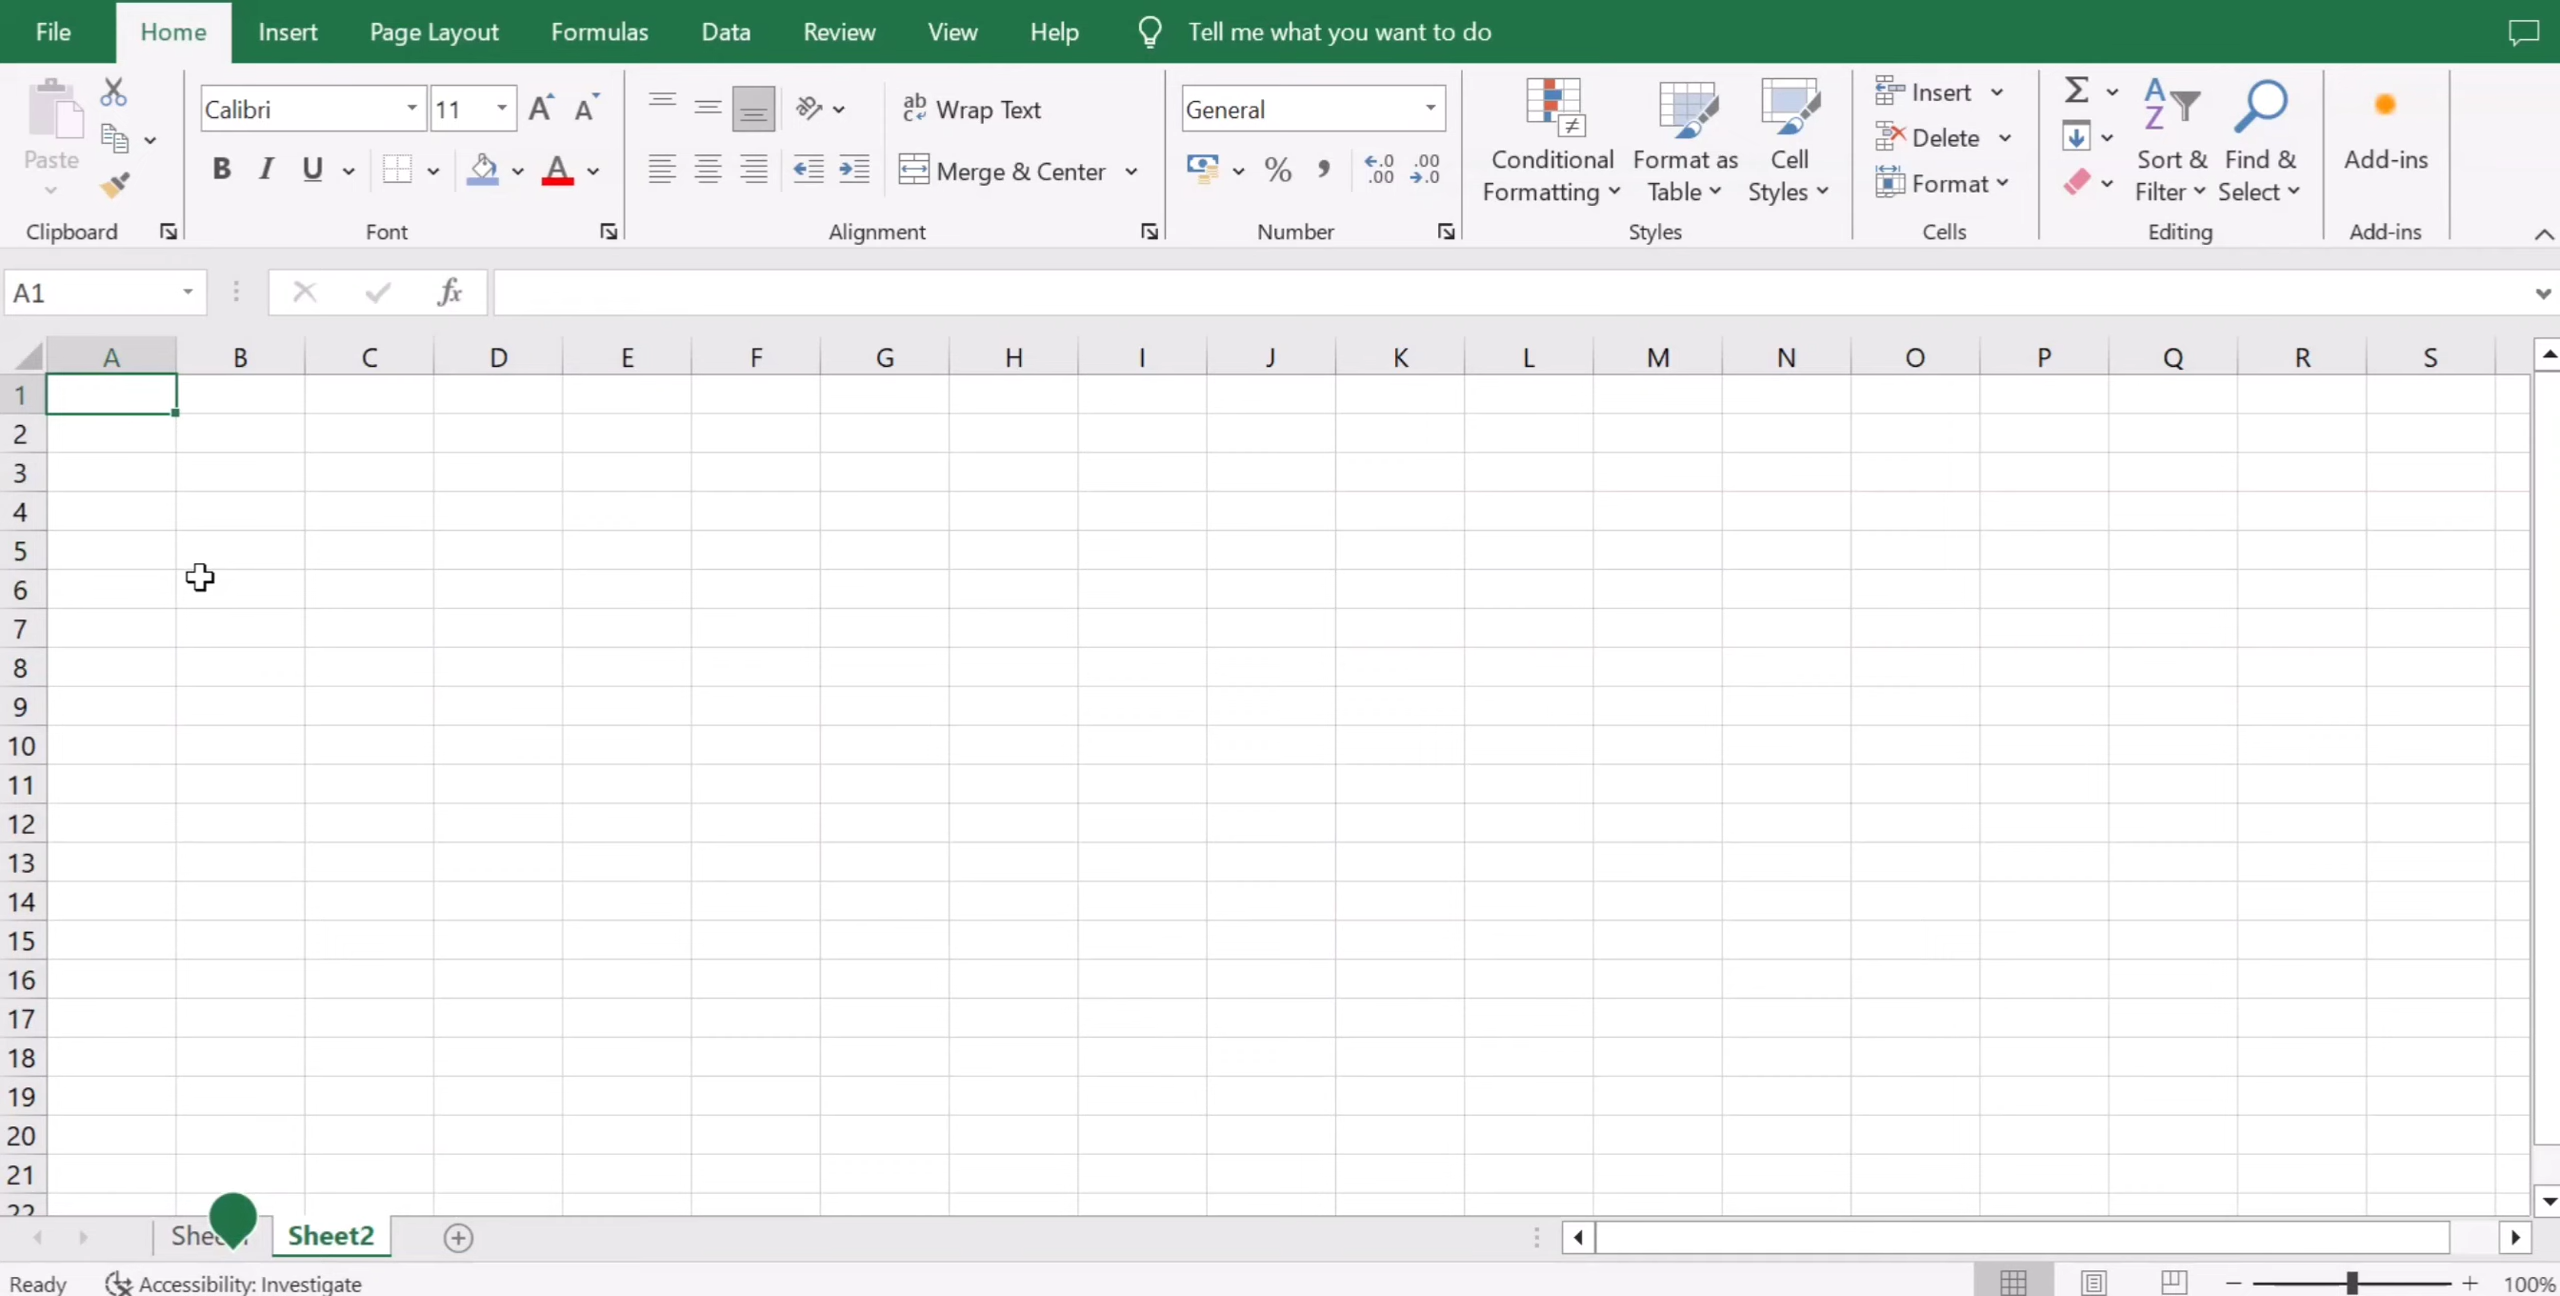 File Home Insert Page Layout Formulas Data Review View Help Tell me what you want to do
Paste
Clipboard
Calibri 11
B I U
Font
Wrap Text
Merge & Center
Alignment
General
% ,
Number
Conditional Formatting
Format as Table
Cell Styles
Styles
Insert
Delete
Format
Cells
Sort & Filter
Find & Select
Editing
Add-ins
Add-ins
A1 fx
A B C D E F G H I J K L M N O P Q R S
1
2
3
4
5
6
7
8
9
10
11
12
13
14
15
16
17
18
19
20
21
22
Sheet2
Ready Accessibility: Investigate 100%